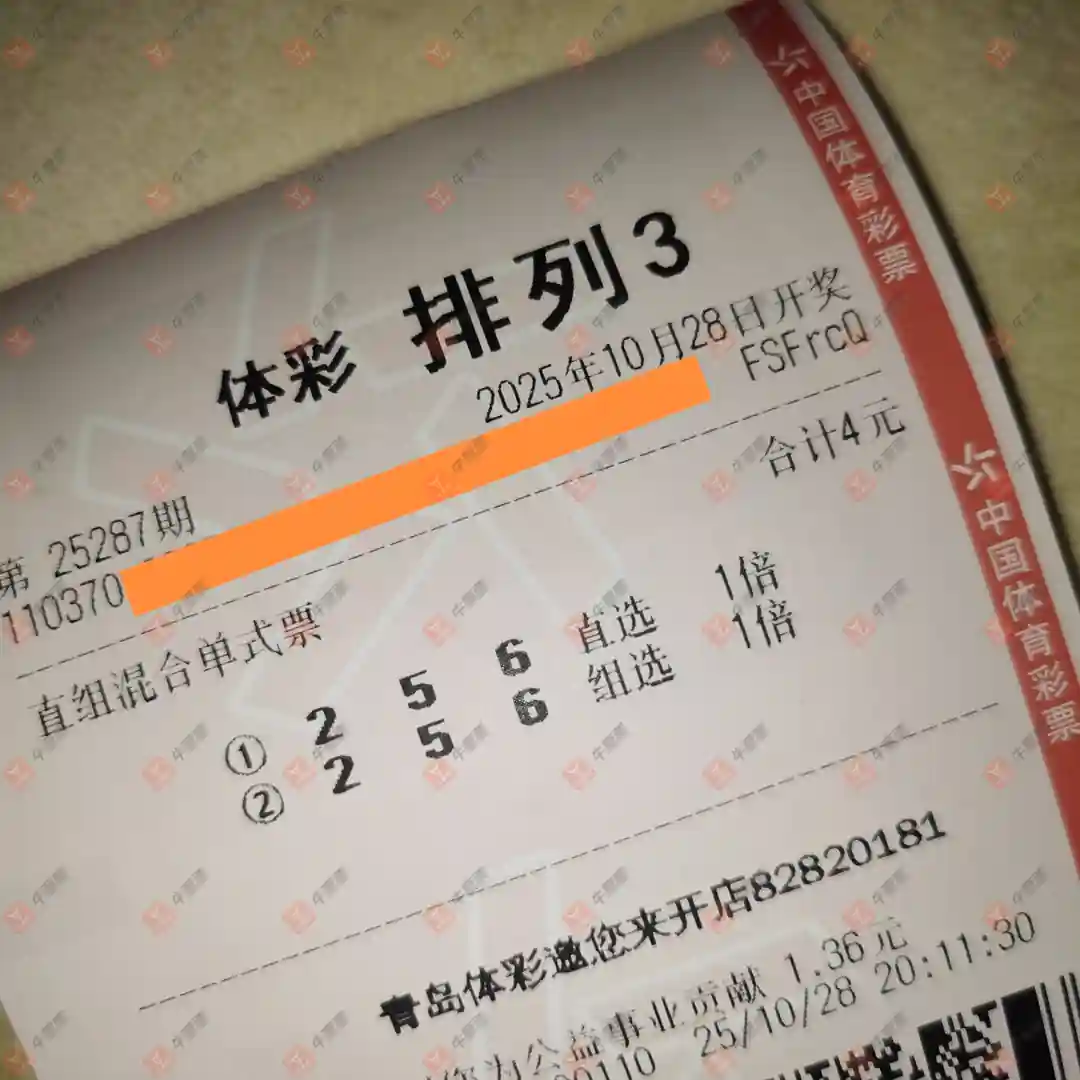 体彩 排列3
第 25287期 2025年10月28日开奖
110370 FSFrcQ
合计4元
直组混合单式票
① 2 5 6 直选 1倍
② 2 5 6 组选 1倍
青岛体彩邀您来开店82820181
您为公益事业贡献 1.36元
0110 25/10/28 20:11:30
中国体育彩票
中国体育彩票